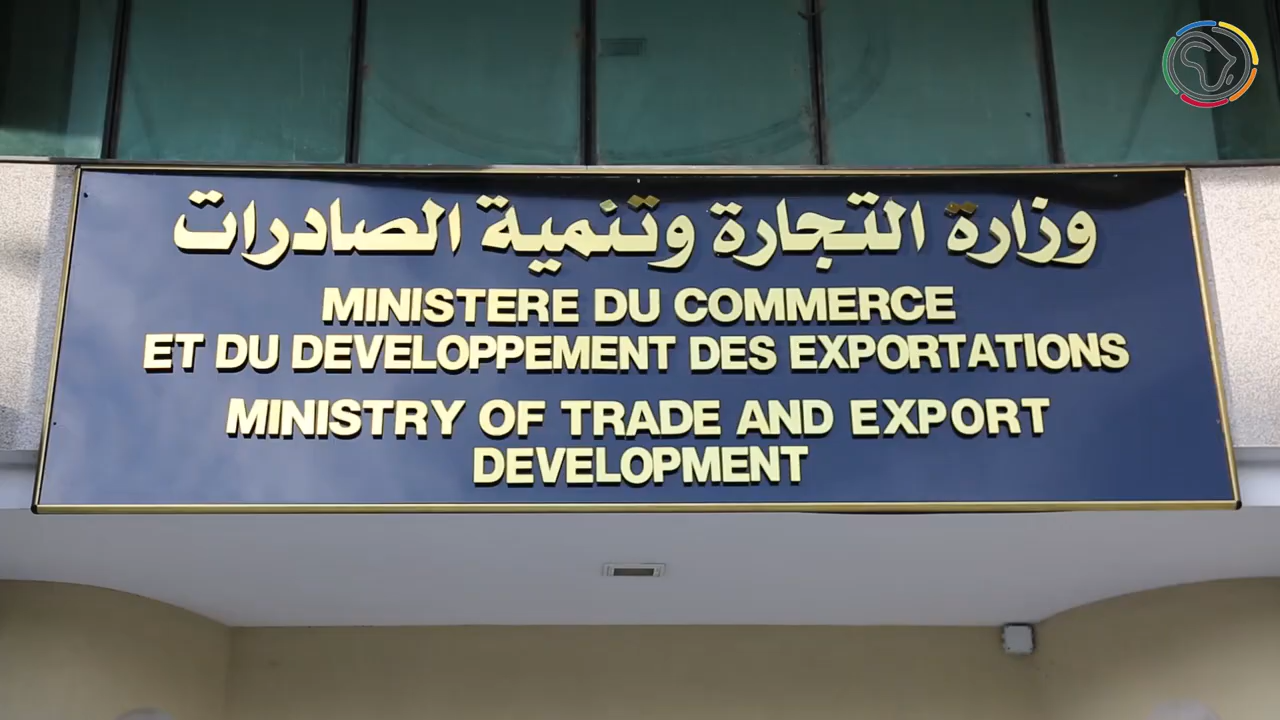 وزارة التجارة وتنمية الصادرات
MINISTERE DU COMMERCE
ET DU DEVELOPPEMENT DES EXPORTATIONS
MINISTRY OF TRADE AND EXPORT
DEVELOPMENT